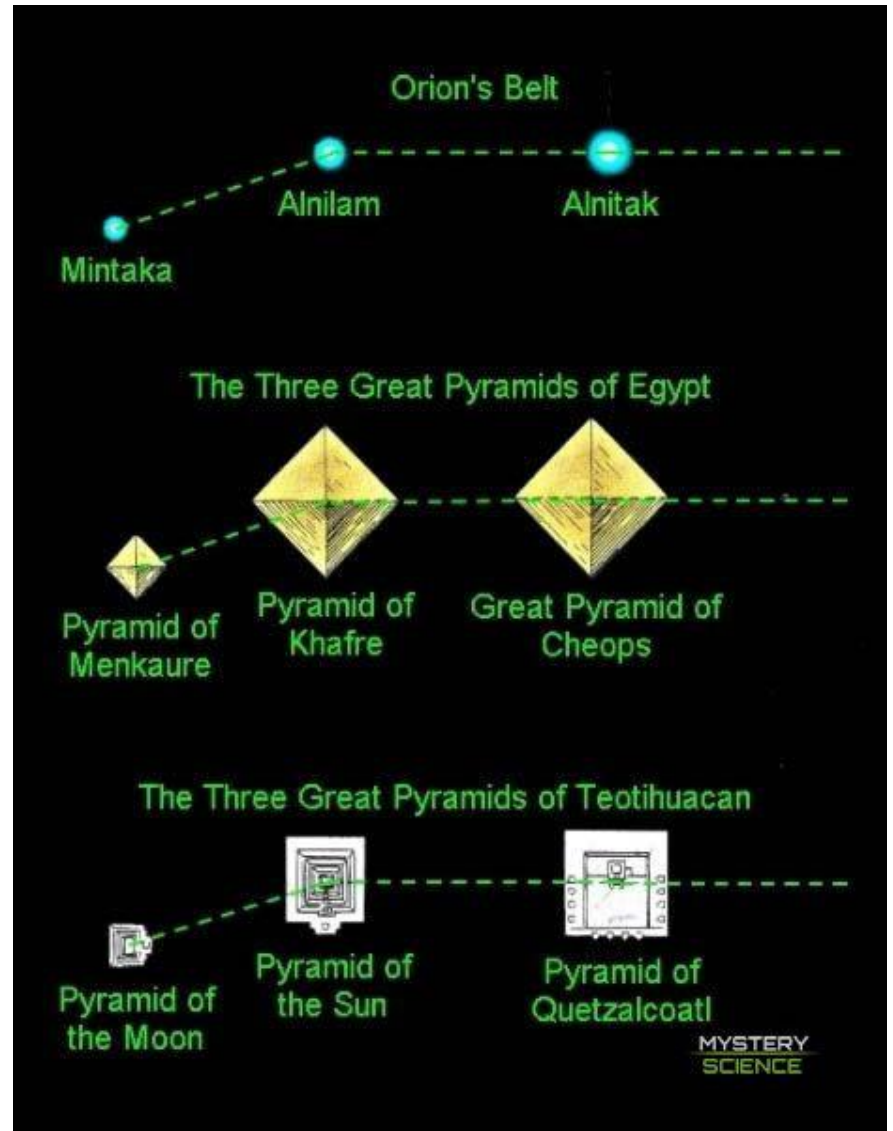 Orion's Belt
Alnilam
Alnitak
Mintaka
The Three Great Pyramids of Egypt
Pyramid of
Menkaure
Pyramid of
Khafre
Great Pyramid of
Cheops
The Three Great Pyramids of Teotihuacan
Pyramid of
the Moon
Pyramid of
the Sun
Pyramid of
Quetzalcoatl
MYSTERY
SCIENCE